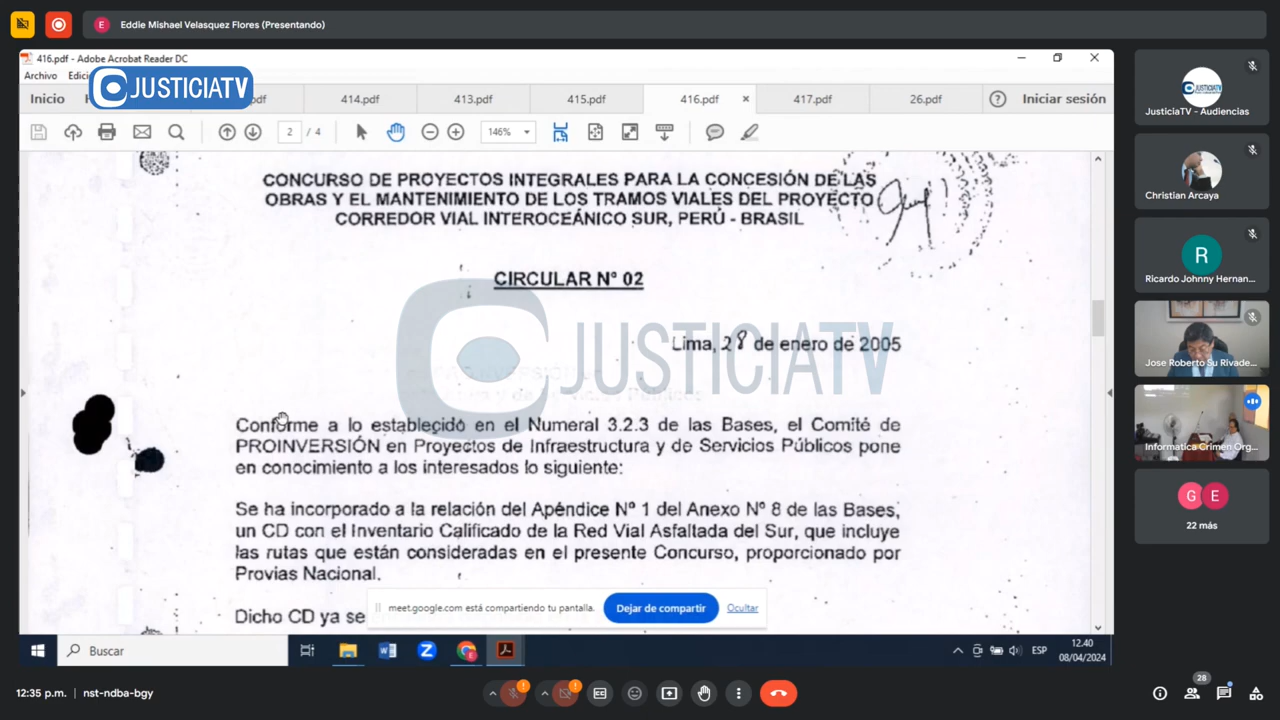 Eddie Mishael Velasquez Flores (Presentando)
416.pdf - Adobe Acrobat Reader DC
Archivo
JUSTICIATV
Inicio
414.pdf
413.pdf
415.pdf
416.pdf
417.pdf
26.pdf
Iniciar sesión
2 / 4
146%
CONCURSO DE PROYECTOS INTEGRALES PARA LA CONCESIÓN DE LAS
OBRAS Y EL MANTENIMIENTO DE LOS TRAMOS VIALES DEL PROYECTO
CORREDOR VIAL INTEROCEÁNICO SUR, PERÚ - BRASIL
CIRCULAR Nº 02
Lima, 28 de enero de 2005
JUSTICIATV
Conforme a lo establecido en el Numeral 3.2.3 de las Bases, el Comité de
PROINVERSIÓN en Proyectos de Infraestructura y de Servicios Públicos pone
en conocimiento a los interesados lo siguiente:
Se ha incorporado a la relación del Apéndice Nº 1 del Anexo Nº 8 de las Bases,
un CD con el Inventario Calificado de la Red Vial Asfaltada del Sur, que incluye
las rutas que están consideradas en el presente Concurso, proporcionado por
Provias Nacional.
Dicho CD ya se
meet.google.com está compartiendo tu pantalla.
Dejar de compartir
Ocultar
Buscar
ESP
12.40
08/04/2024
JusticiaTV - Audiencias
Christian Arcaya
R
Ricardo Johnny Hernan...
Jose Roberto Su Rivade...
Informatica Crimen Org...
G E
22 más
12:35 p.m.
nst-ndba-bgy
28